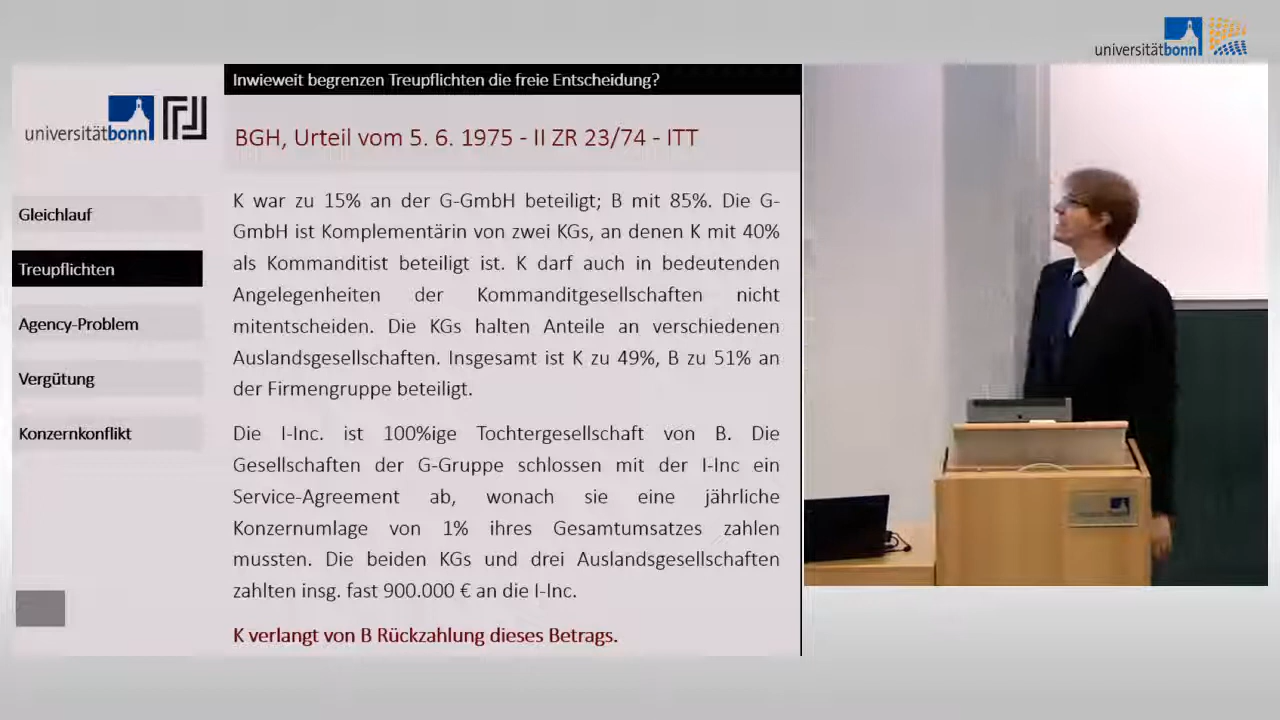 universitätbonn
Inwieweit begrenzen Treupflichten die freie Entscheidung?
universitätbonn
BGH, Urteil vom 5. 6. 1975 - II ZR 23/74 - ITT
Gleichlauf
Treupflichten
Agency-Problem
Vergütung
Konzernkonflikt
K war zu 15% an der G-GmbH beteiligt; B mit 85%. Die G-
GmbH ist Komplementärin von zwei KGs, an denen K mit 40%
als Kommanditist beteiligt ist. K darf auch in bedeutenden
Angelegenheiten der Kommanditgesellschaften nicht
mitentscheiden. Die KGs halten Anteile an verschiedenen
Auslandsgesellschaften. Insgesamt ist K zu 49%, B zu 51% an
der Firmengruppe beteiligt.
Die I-Inc. ist 100%ige Tochtergesellschaft von B. Die
Gesellschaften der G-Gruppe schlossen mit der I-Inc ein
Service-Agreement ab, wonach sie eine jährliche
Konzernumlage von 1% ihres Gesamtumsatzes zahlen
mussten. Die beiden KGs und drei Auslandsgesellschaften
zahlten insg. fast 900.000 € an die I-Inc.
K verlangt von B Rückzahlung dieses Betrags.